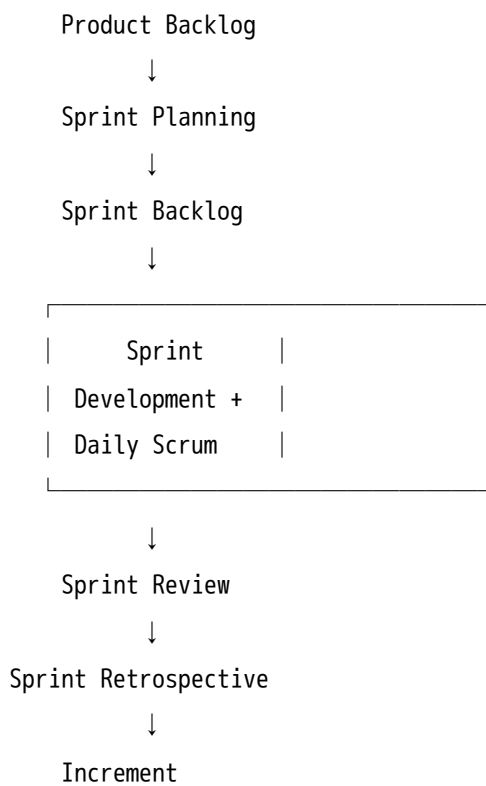 Product Backlog
↓
Sprint Planning
↓
Sprint Backlog
↓
Sprint
Development +
Daily Scrum
↓
Sprint Review
↓
Sprint Retrospective
↓
Increment